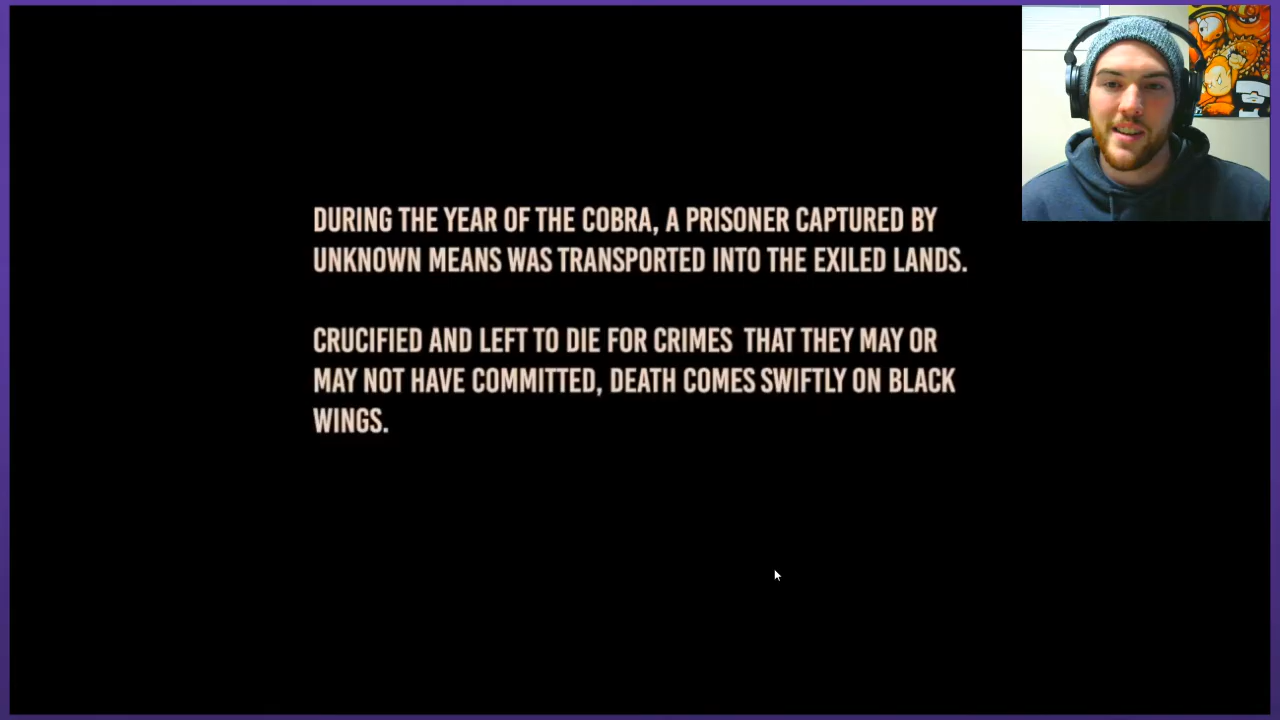 DURING THE YEAR OF THE COBRA, A PRISONER CAPTURED BY
UNKNOWN MEANS WAS TRANSPORTED INTO THE EXILED LANDS.
CRUCIFIED AND LEFT TO DIE FOR CRIMES THAT THEY MAY OR
MAY NOT HAVE COMMITTED, DEATH COMES SWIFTLY ON BLACK
WINGS.